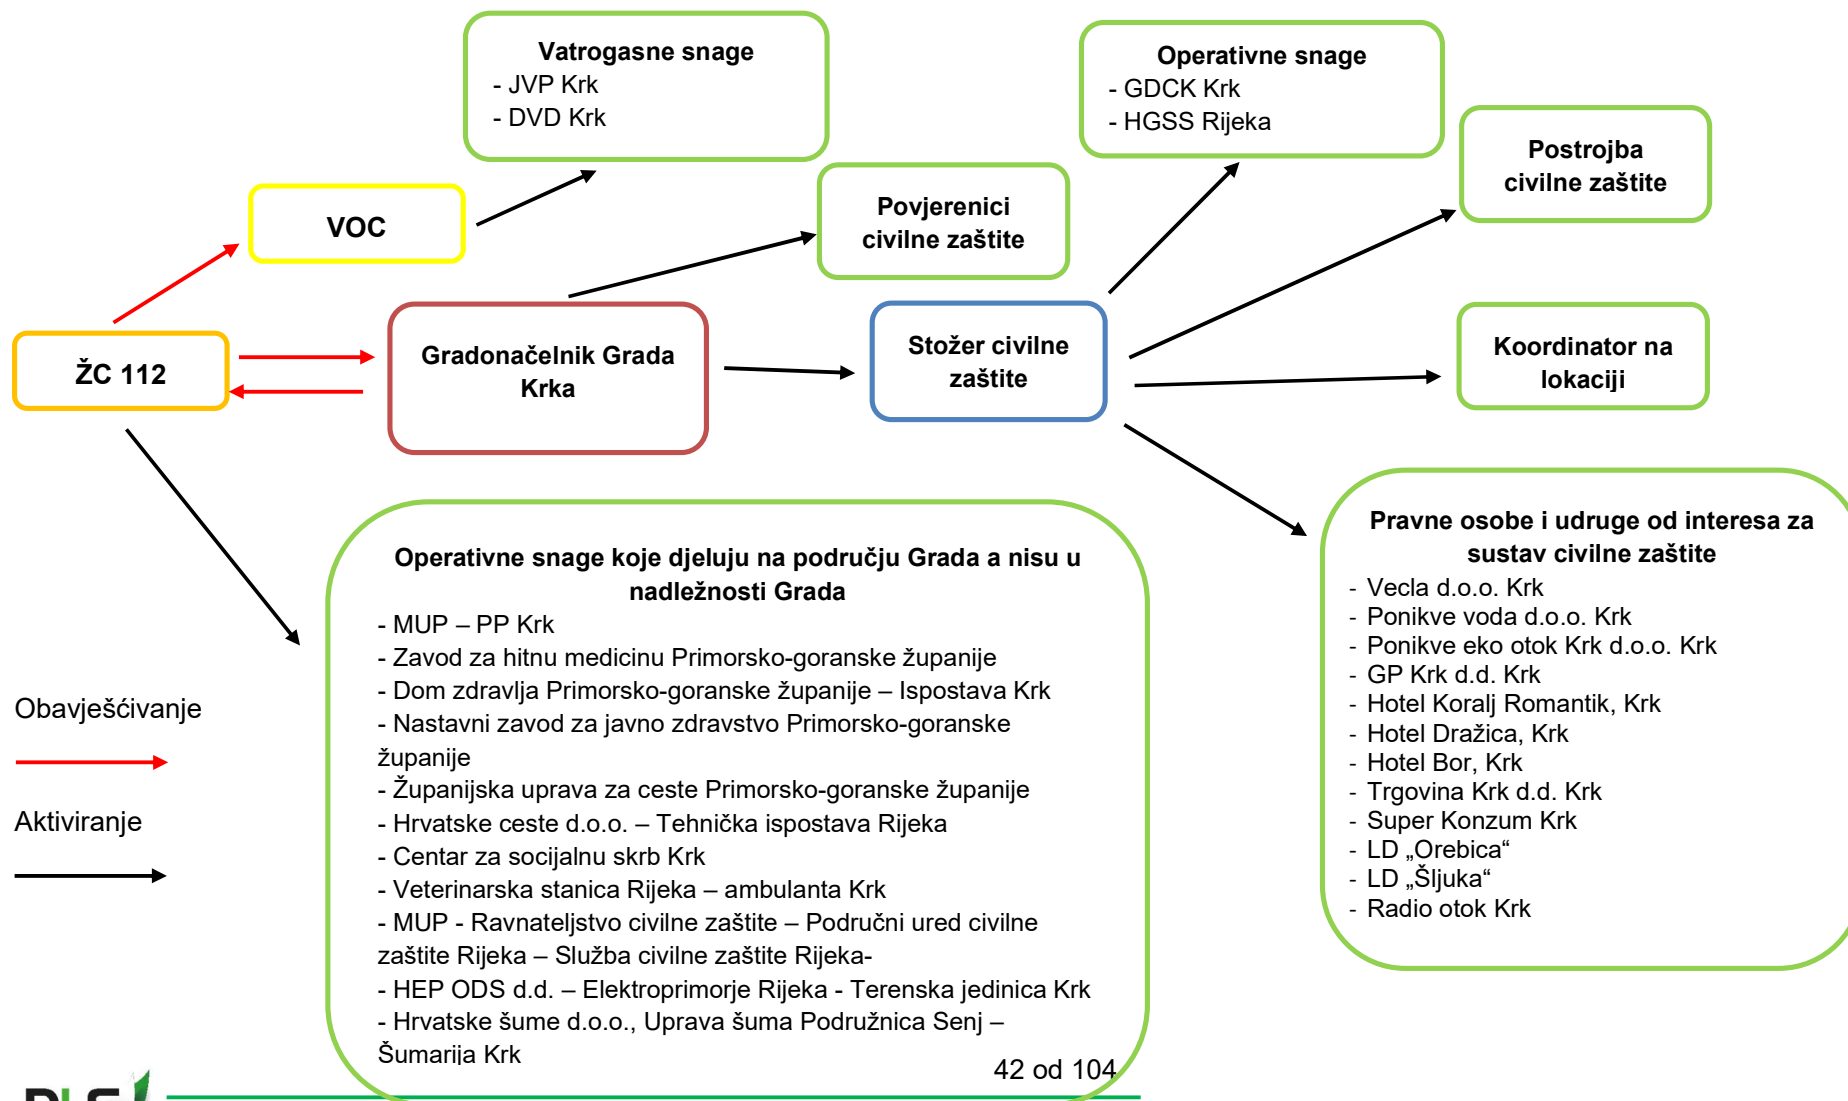 Vatrogasne snage
- JVP Krk
- DVD Krk
Operativne snage
- GDCK Krk
- HGSS Rijeka
Postrojba
civilne zaštite
Povjerenici
civilne zaštite
VOC
ŽC 112
Gradonačelnik Grada
Krka
Stožer civilne
zaštite
Koordinator na
lokaciji
Operativne snage koje djeluju na području Grada a nisu u
nadležnosti Grada
- MUP – PP Krk
- Zavod za hitnu medicinu Primorsko-goranske županije
- Dom zdravlja Primorsko-goranske županije – Ispostava Krk
- Nastavni zavod za javno zdravstvo Primorsko-goranske
županije
- Županijska uprava za ceste Primorsko-goranske županije
- Hrvatske ceste d.o.o. – Tehnička ispostava Rijeka
- Centar za socijalnu skrb Krk
- Veterinarska stanica Rijeka – ambulanta Krk
- MUP - Ravnateljstvo civilne zaštite – Područni ured civilne
zaštite Rijeka – Služba civilne zaštite Rijeka-
- HEP ODS d.d. – Elektroprimorje Rijeka - Terenska jedinica Krk
- Hrvatske šume d.o.o., Uprava šuma Podružnica Senj –
Šumarija Krk
Pravne osobe i udruge od interesa za
sustav civilne zaštite
- Vecla d.o.o. Krk
- Ponikve voda d.o.o. Krk
- Ponikve eko otok Krk d.o.o. Krk
- GP Krk d.d. Krk
- Hotel Koralj Romantik, Krk
- Hotel Dražica, Krk
- Hotel Bor, Krk
- Trgovina Krk d.d. Krk
- Super Konzum Krk
- LD „Orebica“
- LD „Šljuka“
- Radio otok Krk
Obavješćivanje
Aktiviranje
42 od 104